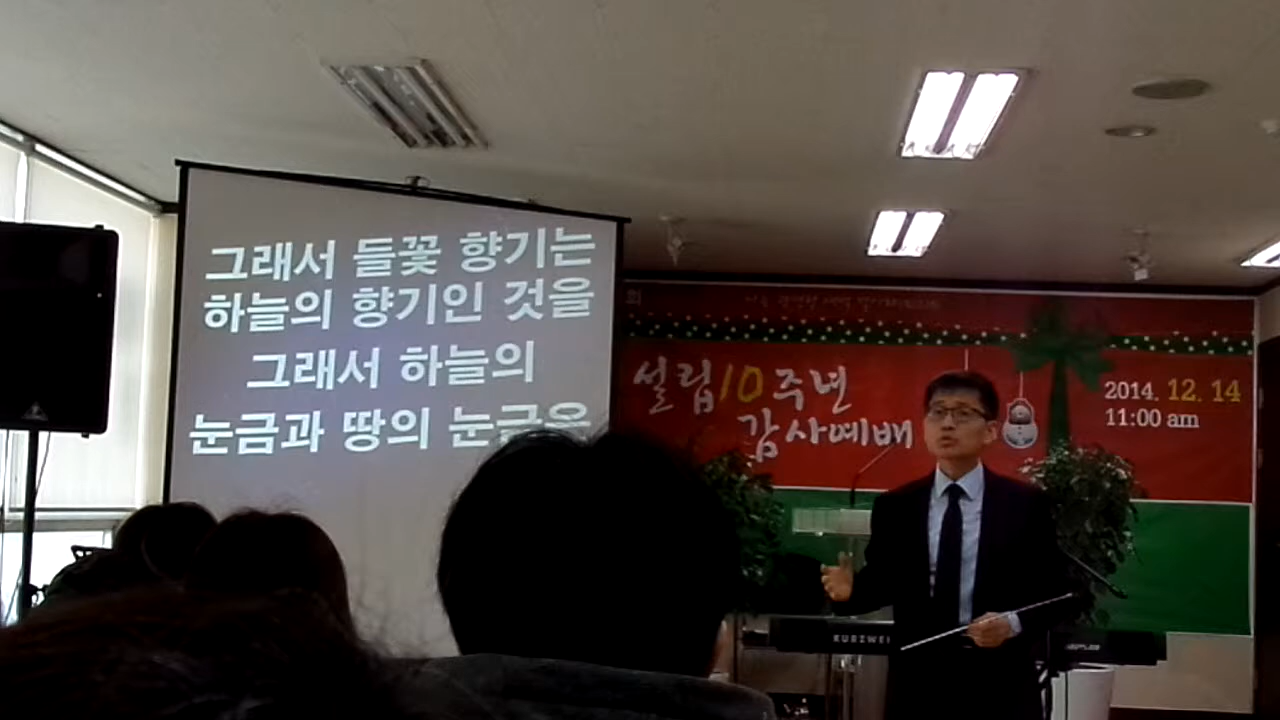 그래서 들꽃 향기는
하늘의 향기인 것을
그래서 하늘의
눈금과 땅의 눈금은
회
설립10주년
감사예배
2014. 12. 14
11:00 am
KURZWEI